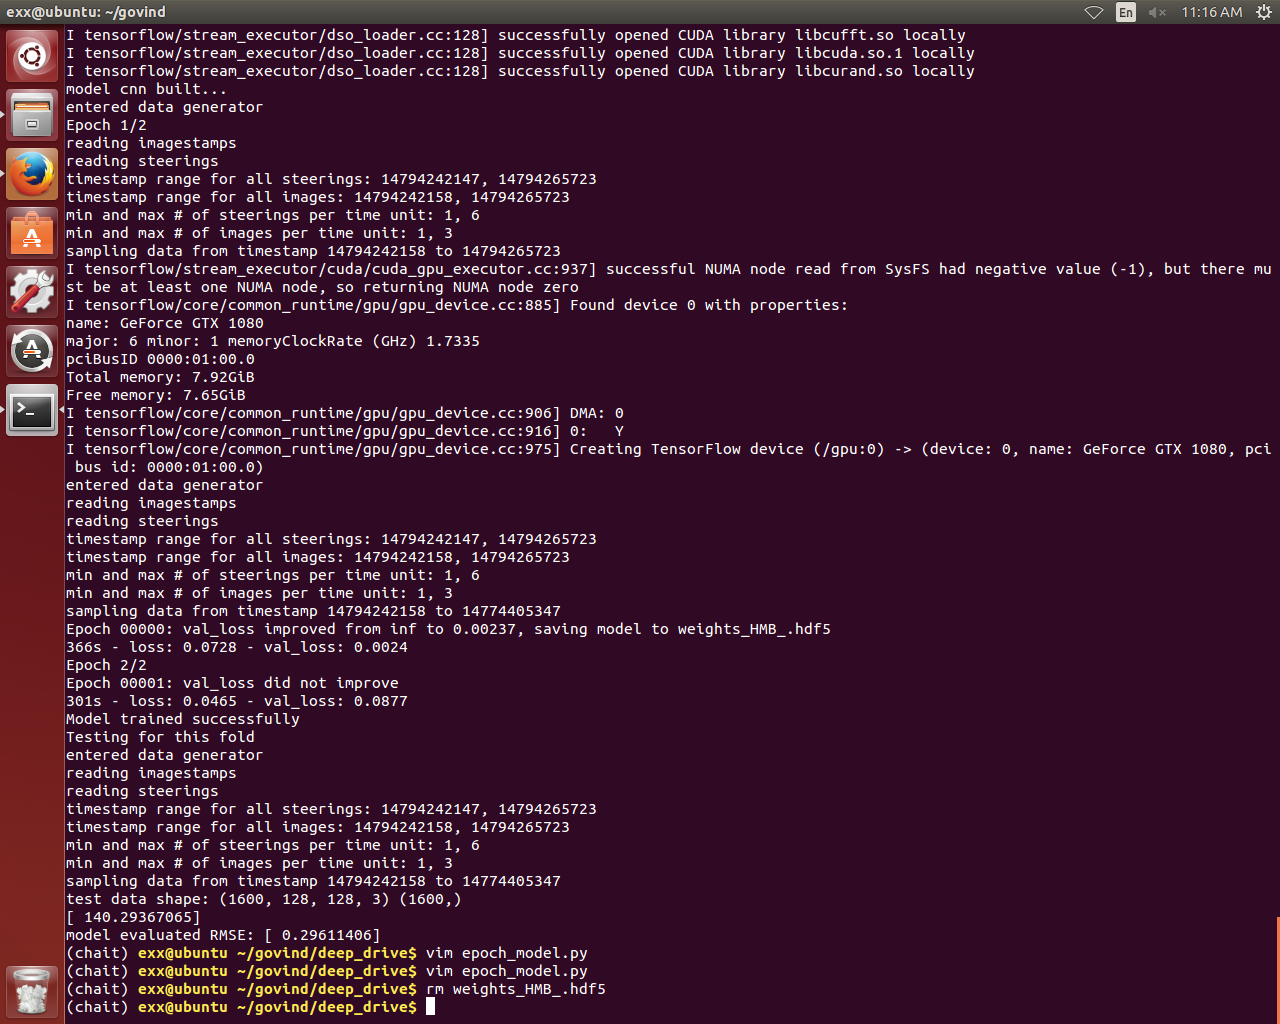 exx@ubuntu: ~/govind
En
11:16 AM
I tensorflow/stream_executor/dso_loader.cc:128] successfully opened CUDA library libcufft.so locally
I tensorflow/stream_executor/dso_loader.cc:128] successfully opened CUDA library libcuda.so.1 locally
I tensorflow/stream_executor/dso_loader.cc:128] successfully opened CUDA library libcurand.so locally
model cnn built...
entered data generator
Epoch 1/2
reading imagestamps
reading steerings
timestamp range for all steerings: 14794242147, 14794265723
timestamp range for all images: 14794242158, 14794265723
min and max # of steerings per time unit: 1, 6
min and max # of images per time unit: 1, 3
sampling data from timestamp 14794242158 to 14794265723
I tensorflow/stream_executor/cuda/cuda_gpu_executor.cc:937] successful NUMA node read from SysFS had negative value (-1), but there mu
st be at least one NUMA node, so returning NUMA node zero
I tensorflow/core/common_runtime/gpu/gpu_device.cc:885] Found device 0 with properties:
name: GeForce GTX 1080
major: 6 minor: 1 memoryClockRate (GHz) 1.7335
pciBusID 0000:01:00.0
Total memory: 7.92GiB
Free memory: 7.65GiB
I tensorflow/core/common_runtime/gpu/gpu_device.cc:906] DMA: 0
I tensorflow/core/common_runtime/gpu/gpu_device.cc:916] 0:   Y
I tensorflow/core/common_runtime/gpu/gpu_device.cc:975] Creating TensorFlow device (/gpu:0) -> (device: 0, name: GeForce GTX 1080, pci
 bus id: 0000:01:00.0)
entered data generator
reading imagestamps
reading steerings
timestamp range for all steerings: 14794242147, 14794265723
timestamp range for all images: 14794242158, 14794265723
min and max # of steerings per time unit: 1, 6
min and max # of images per time unit: 1, 3
sampling data from timestamp 14794242158 to 14774405347
Epoch 00000: val_loss improved from inf to 0.00237, saving model to weights_HMB_.hdf5
366s - loss: 0.0728 - val_loss: 0.0024
Epoch 2/2
Epoch 00001: val_loss did not improve
301s - loss: 0.0465 - val_loss: 0.0877
Model trained successfully
Testing for this fold
entered data generator
reading imagestamps
reading steerings
timestamp range for all steerings: 14794242147, 14794265723
timestamp range for all images: 14794242158, 14794265723
min and max # of steerings per time unit: 1, 6
min and max # of images per time unit: 1, 3
sampling data from timestamp 14794242158 to 14774405347
test data shape: (1600, 128, 128, 3) (1600,)
[ 140.29367065]
model evaluated RMSE: [ 0.29611406]
(chait) exx@ubuntu ~/govind/deep_drive$ vim epoch_model.py
(chait) exx@ubuntu ~/govind/deep_drive$ vim epoch_model.py
(chait) exx@ubuntu ~/govind/deep_drive$ rm weights_HMB_.hdf5
(chait) exx@ubuntu ~/govind/deep_drive$